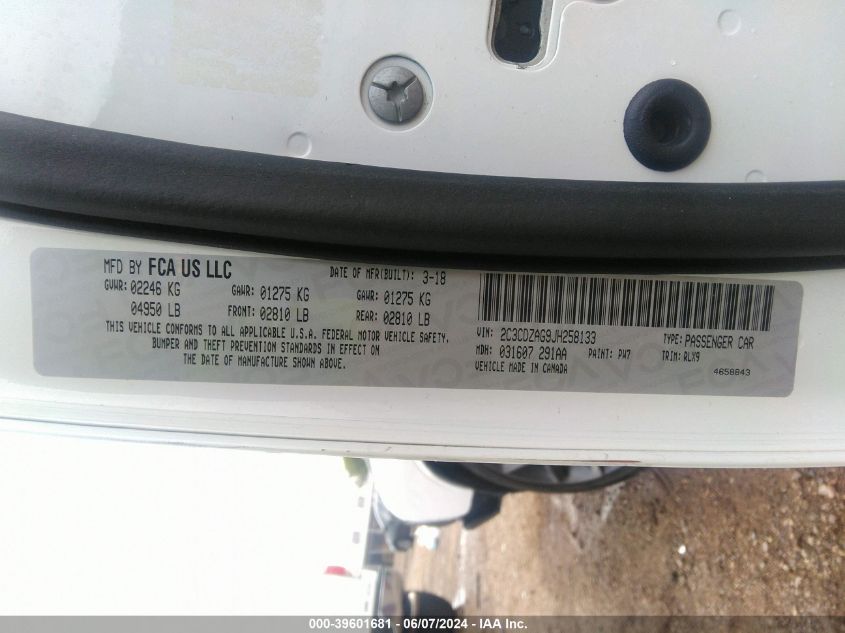 MFD BY FCA US LLC
DATE OF MFR(BUILT): 3-18
GVWR: 02246 KG GAWR: 01275 KG GAWR: 01275 KG
04950 LB FRONT: 02810 LB REAR: 02810 LB
THIS VEHICLE CONFORMS TO ALL APPLICABLE U.S.A. FEDERAL MOTOR VEHICLE SAFETY,
BUMPER AND THEFT PREVENTION STANDARDS IN EFFECT ON
THE DATE OF MANUFACTURE SHOWN ABOVE.
VIN: 2C3CDZAG9JH258133 TYPE: PASSENGER CAR
MDH: 031607 291AA PAINT: PW7 TRIM: RLX9
VEHICLE MADE IN CANADA 4658843
000-39601681 - 06/07/2024 - IAA Inc.